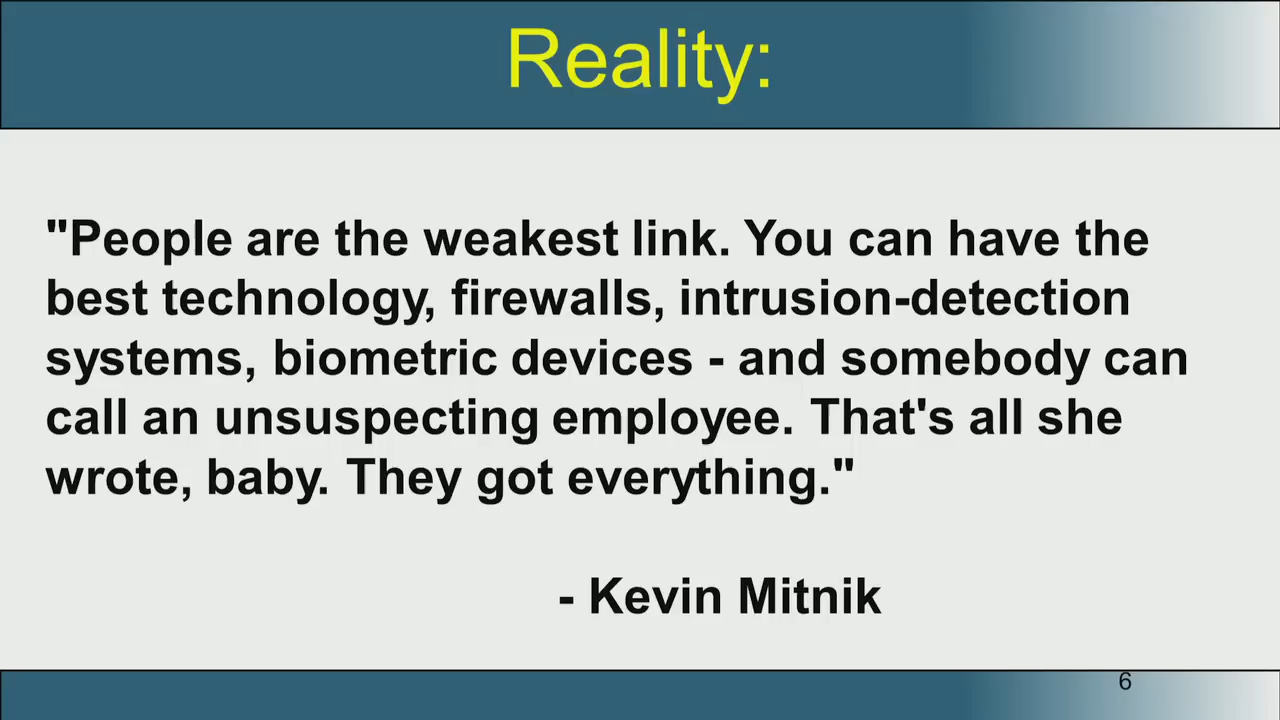 Reality:
"People are the weakest link. You can have the
best technology, firewalls, intrusion-detection
systems, biometric devices - and somebody can
call an unsuspecting employee. That's all she
wrote, baby. They got everything."
- Kevin Mitnik
6